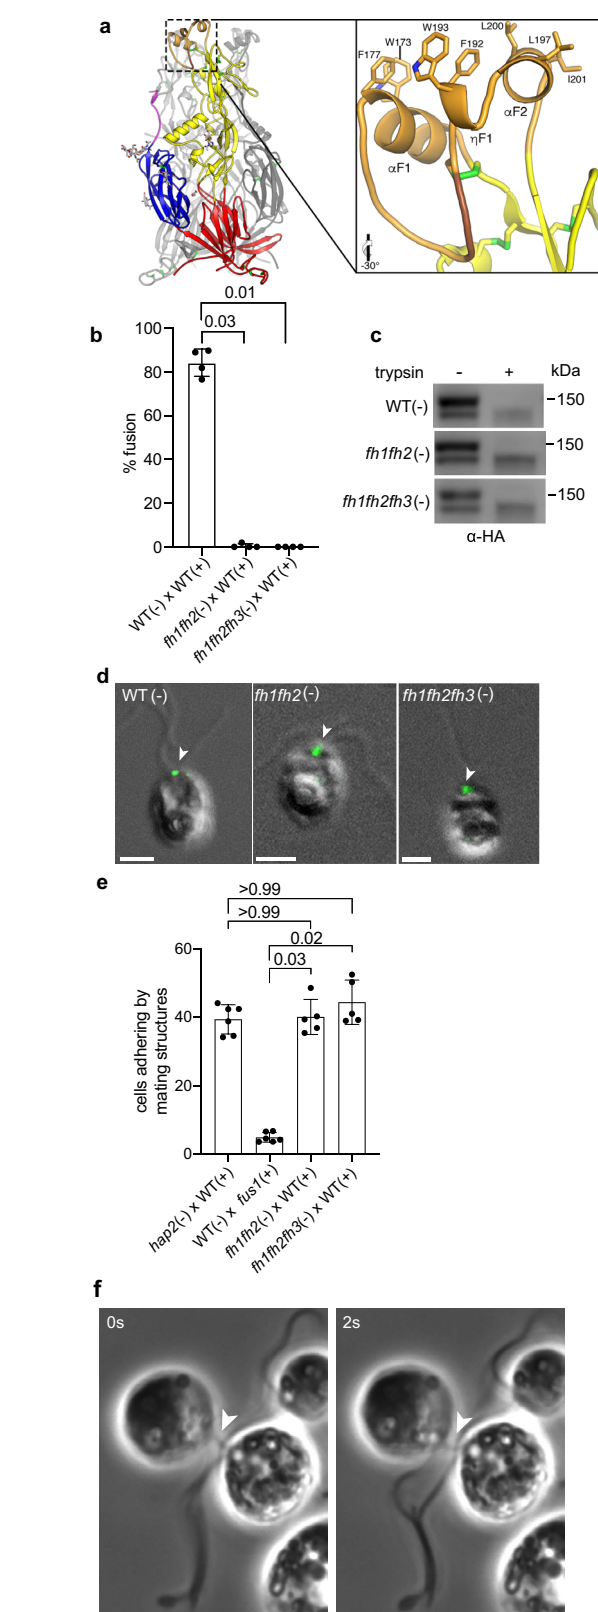 a
L200
W193
L197
W173
F192
F177
I201
αF2
ηF1
αF1
-30°
b
0.01
0.03
100
80
60
40
20
0
% fusion
WT(-) x WT(+)
fh1fh2(-) x WT(+)
fh1fh2fh3(-) x WT(+)
c
trypsin - + kDa
WT(-) -150
fh1fh2(-) -150
fh1fh2fh3(-) -150
α-HA
d
WT (-)
fh1fh2(-)
fh1fh2fh3(-)
e
>0.99
>0.99
0.02
0.03
60
40
20
0
cells adhering by
mating structures
hap2(-) x WT(+)
WT(-) x fus1(+)
fh1fh2(-) x WT(+)
fh1fh2fh3(-) x WT(+)
f
0s
2s